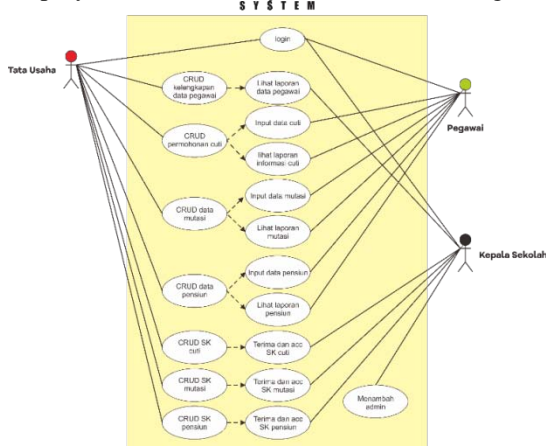 SYSTEM
login
Tata Usaha
CRUD
kelengkapan
data pegawai
Lihat laporan
data pegawai
Pegawai
CRUD
permohonan cuti
Input data cuti
lihat laporan
informasi cuti
CRUD data
mutasi
Input data mutasi
Lihat laporan
mutasi
Kepala Sekolah
CRUD data
pensiun
Input data pensiun
Lihat laporan
pensiun
CRUD SK
cuti
Terima dan acc
SK cuti
CRUD SK
mutasi
Terima dan acc
SK mutasi
Menambah
admin
CRUD SK
pensiun
Terima dan acc
SK pensiun